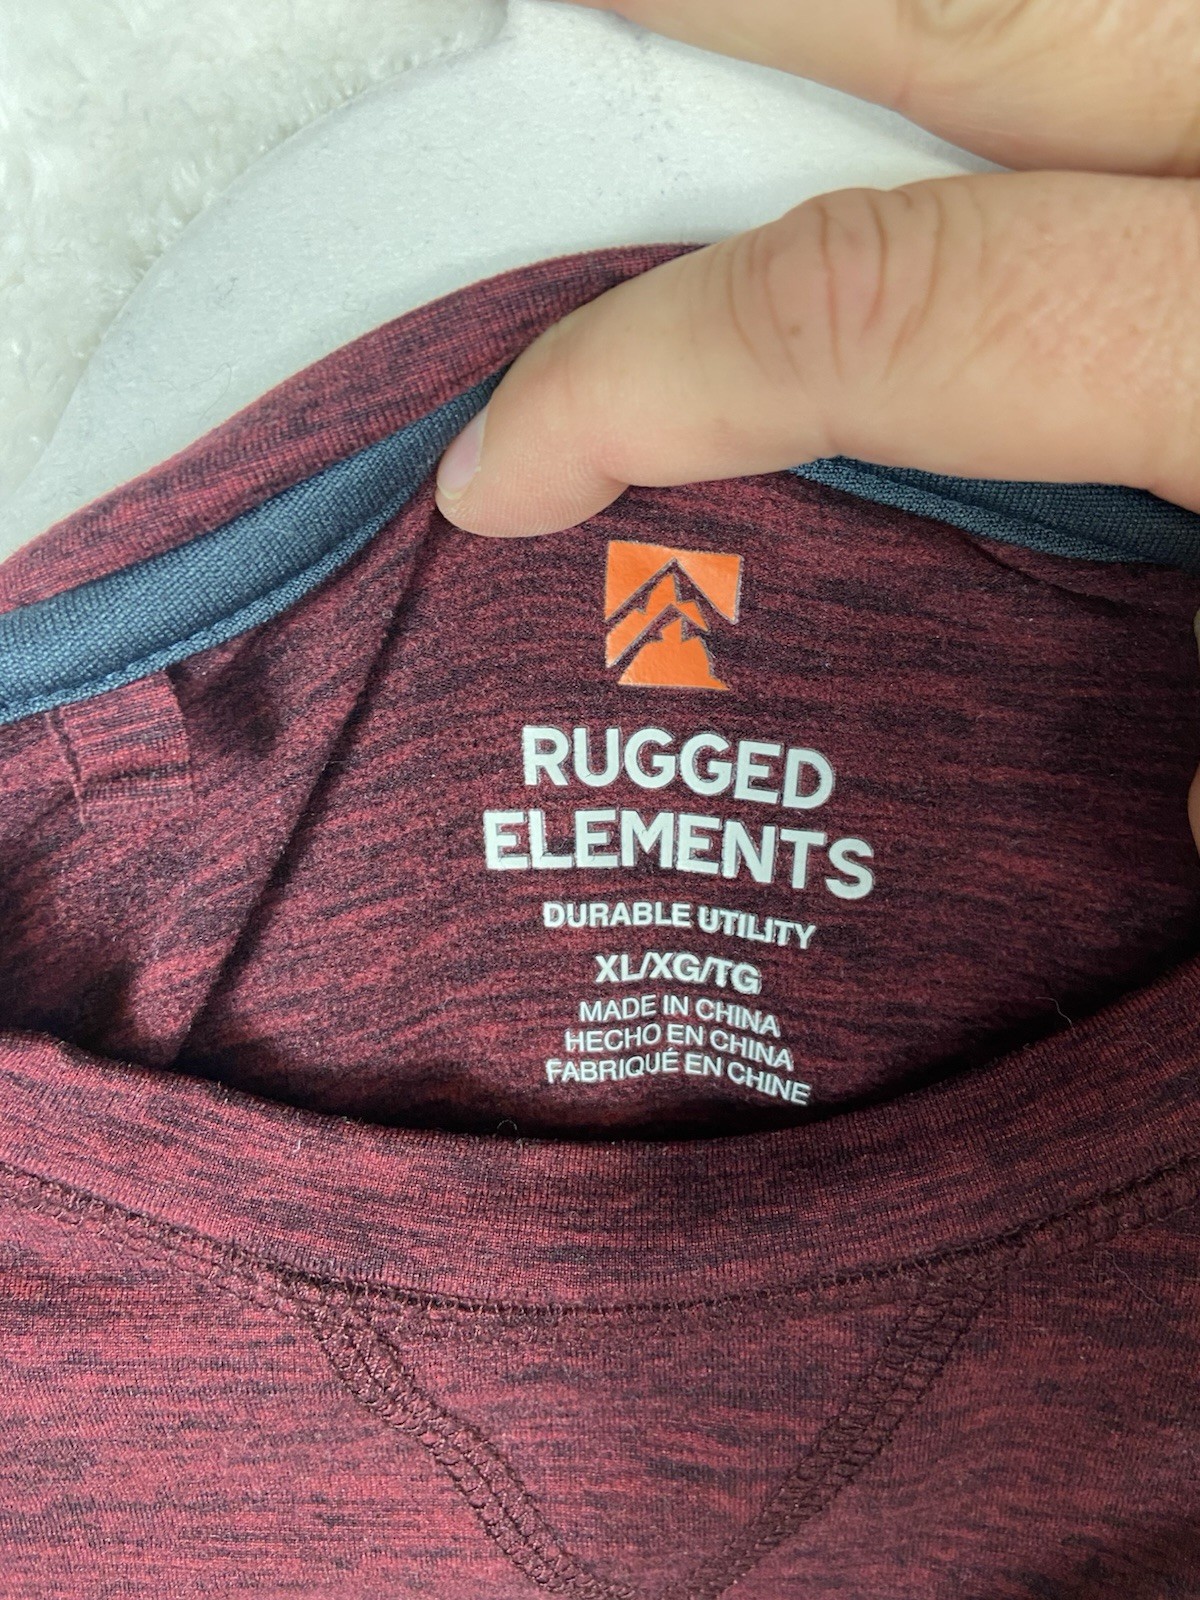 RUGGED
ELEMENTS
DURABLE UTILITY
XL/XG/TG
MADE IN CHINA
HECHO EN CHINA
FABRIQUÉ EN CHINE